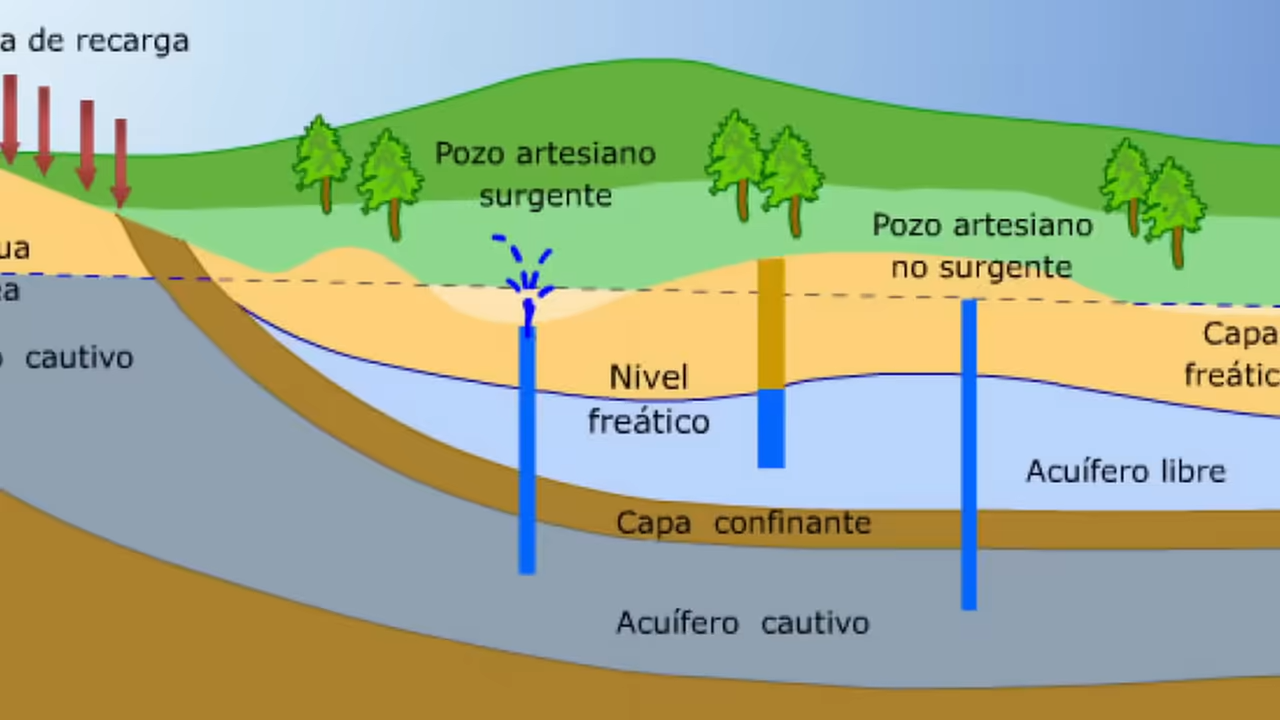 a de recarga
Pozo artesiano
surgente
Pozo artesiano
no surgente
ua
ea
o cautivo
Capa
freátic
Nivel
freático
Acuífero libre
Capa confinante
Acuífero cautivo